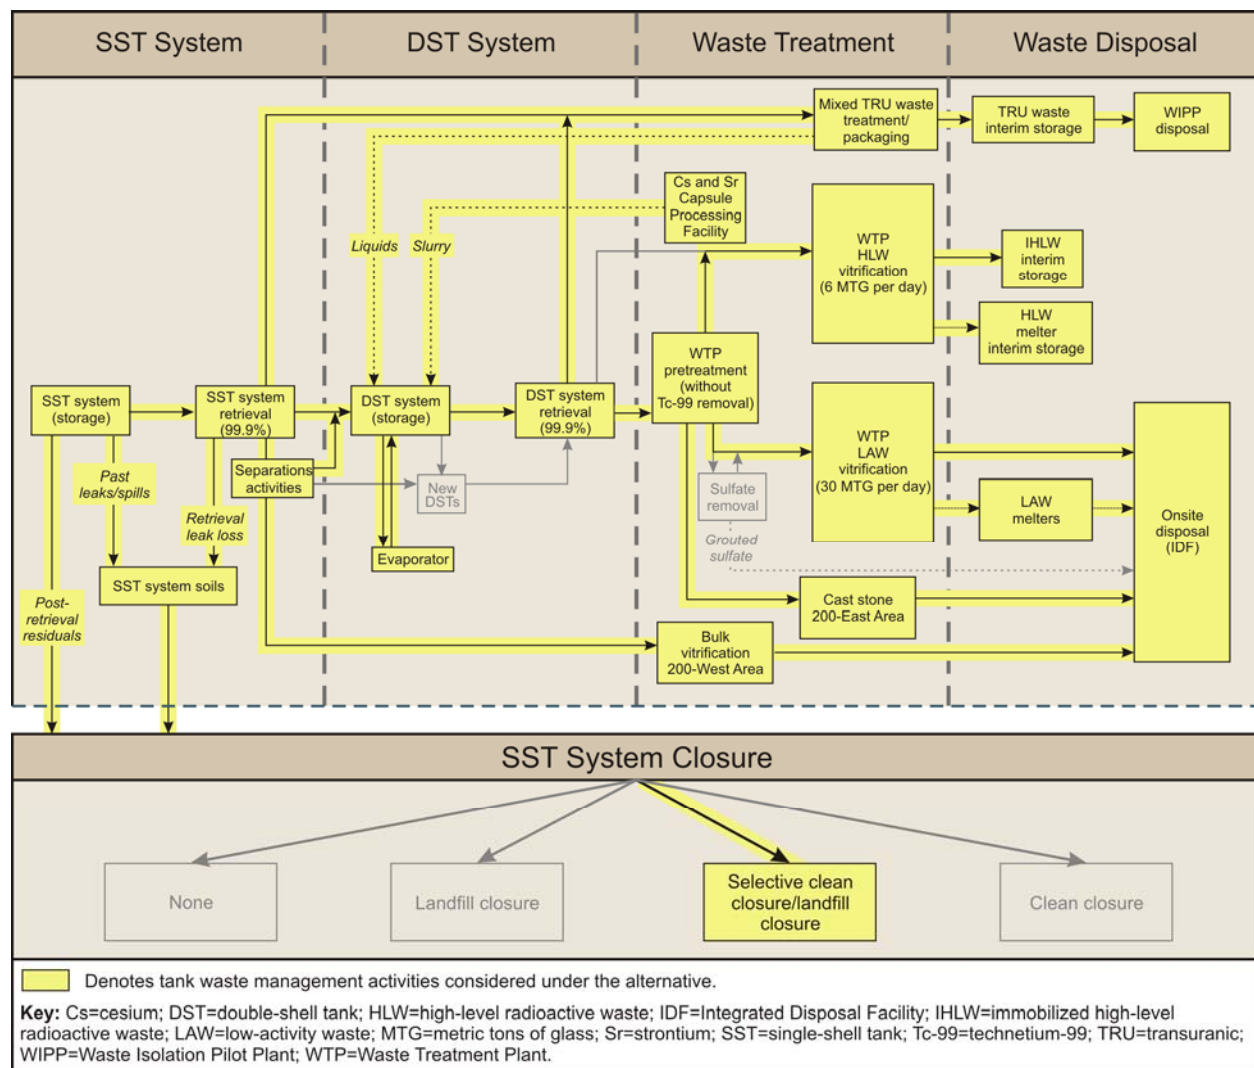 SST System
DST System
Waste Treatment
Waste Disposal
Mixed TRU waste
treatment/
packaging
TRU waste
interim storage
WIPP
disposal
Cs and Sr
Capsule
Processing
Facility
Liquids
Slurry
WTP
HLW
vitrification
(6 MTG per day)
IHLW
interim
storage
HLW
melter
interim storage
SST system
(storage)
SST system
retrieval
(99.9%)
DST system
(storage)
DST system
retrieval
(99.9%)
WTP
pretreatment
(without
Tc-99 removal)
WTP
LAW
vitrification
(30 MTG per day)
Past
leaks/spills
Separations
activities
New
DSTs
Sulfate
removal
LAW
melters
Onsite
disposal
(IDF)
Retrieval
leak loss
Grouted
sulfate
Evaporator
SST system soils
Post-
retrieval
residuals
Cast stone
200-East Area
Bulk
vitrification
200-West Area
SST System Closure
None
Landfill closure
Selective clean
closure/landfill
closure
Clean closure
Denotes tank waste management activities considered under the alternative.
Key: Cs=cesium; DST=double-shell tank; HLW=high-level radioactive waste; IDF=Integrated Disposal Facility; IHLW=immobilized high-level
radioactive waste; LAW=low-activity waste; MTG=metric tons of glass; Sr=strontium; SST=single-shell tank; Tc-99=technetium-99; TRU=transuranic;
WIPP=Waste Isolation Pilot Plant; WTP=Waste Treatment Plant.